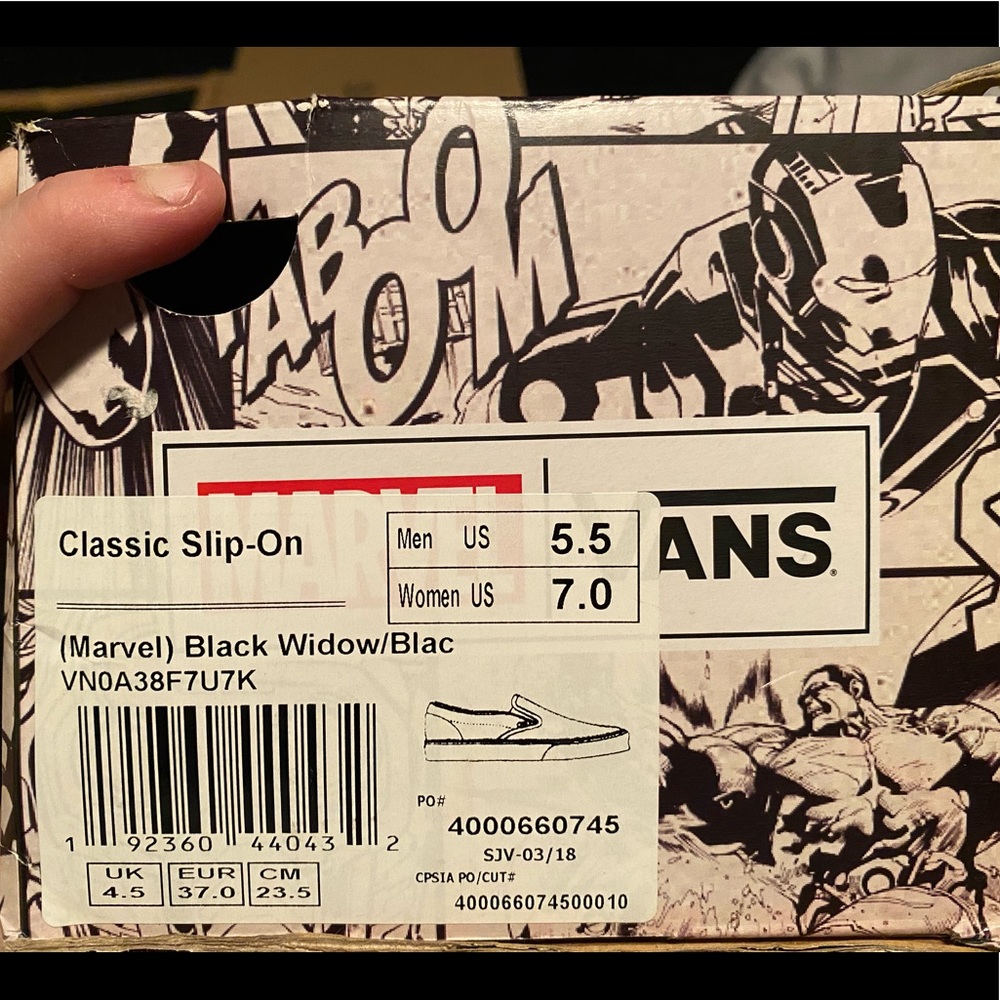 KABOOM
MARVEL
VANS
Classic Slip-On
Men US 5.5
Women US 7.0
(Marvel) Black Widow/Blac
VN0A38F7U7K
1 92360 44043 2
UK 4.5
EUR 37.0
CM 23.5
PO#
4000660745
SJV-03/18
CPSIA PO/CUT#
400066074500010